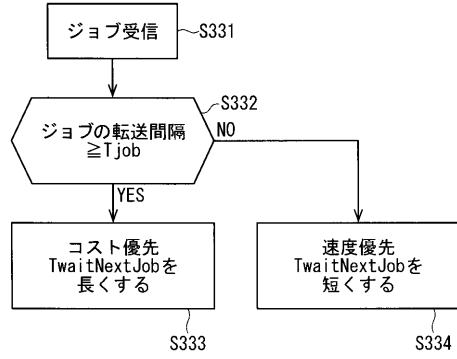 ジョブ受信
S331
ジョブの転送間隔
≧Tjob
S332
NO
YES
コスト優先
TwaitNextJobを
長くする
S333
速度優先
TwaitNextJobを
短くする
S334